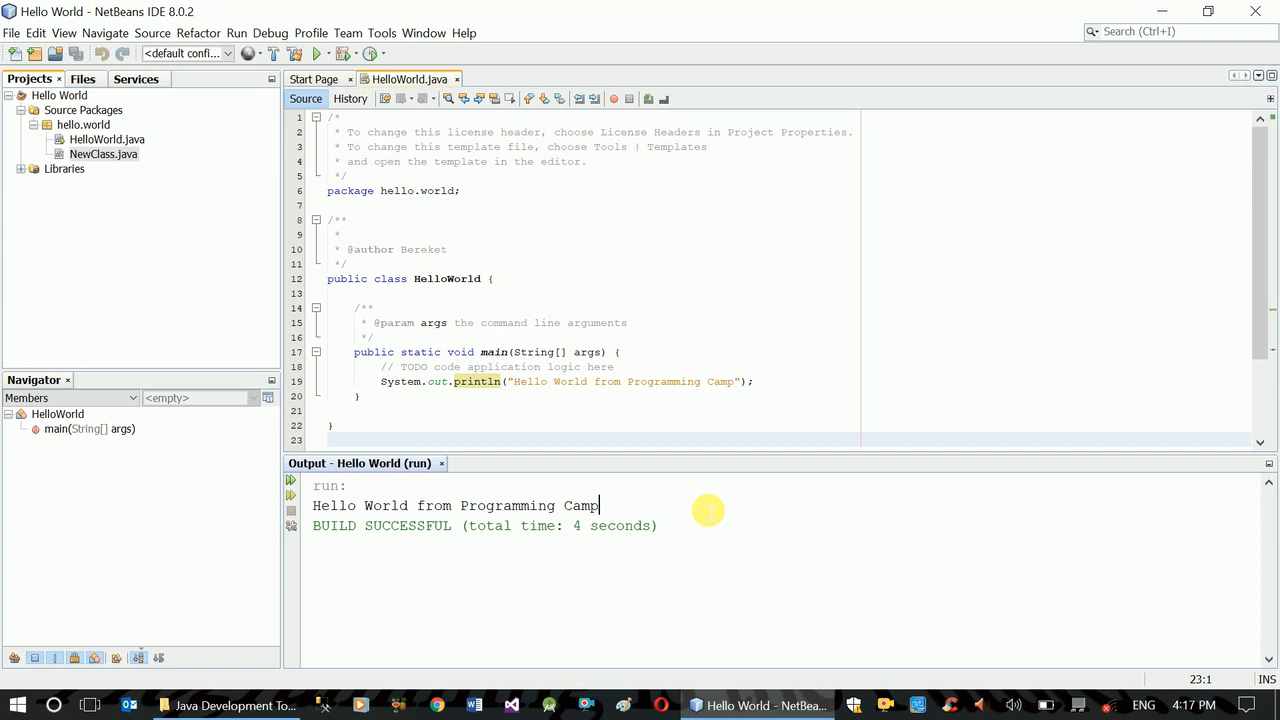 Hello World - NetBeans IDE 8.0.2
File Edit View Navigate Source Refactor Run Debug Profile Team Tools Window Help
Search (Ctrl+I)
<default confi...
Projects Files Services
Start Page HelloWorld.java
Source History
Hello World
Source Packages
hello.world
HelloWorld.java
NewClass.java
Libraries
1 /*
2 * To change this license header, choose License Headers in Project Properties.
3 * To change this template file, choose Tools | Templates
4 * and open the template in the editor.
5 */
6 package hello.world;
7
8 /**
9 *
10 * @author Bereket
11 */
12 public class HelloWorld {
13
14 /**
15 * @param args the command line arguments
16 */
17 public static void main(String[] args) {
18 // TODO code application logic here
19 System.out.println("Hello World from Programming Camp");
20 }
21
22 }
23
Navigator
Members <empty>
HelloWorld
main(String[] args)
Output - Hello World (run)
run:
Hello World from Programming Camp
BUILD SUCCESSFUL (total time: 4 seconds)
23:1 INS
Java Development To...
Hello World - NetBea...
ENG 4:17 PM